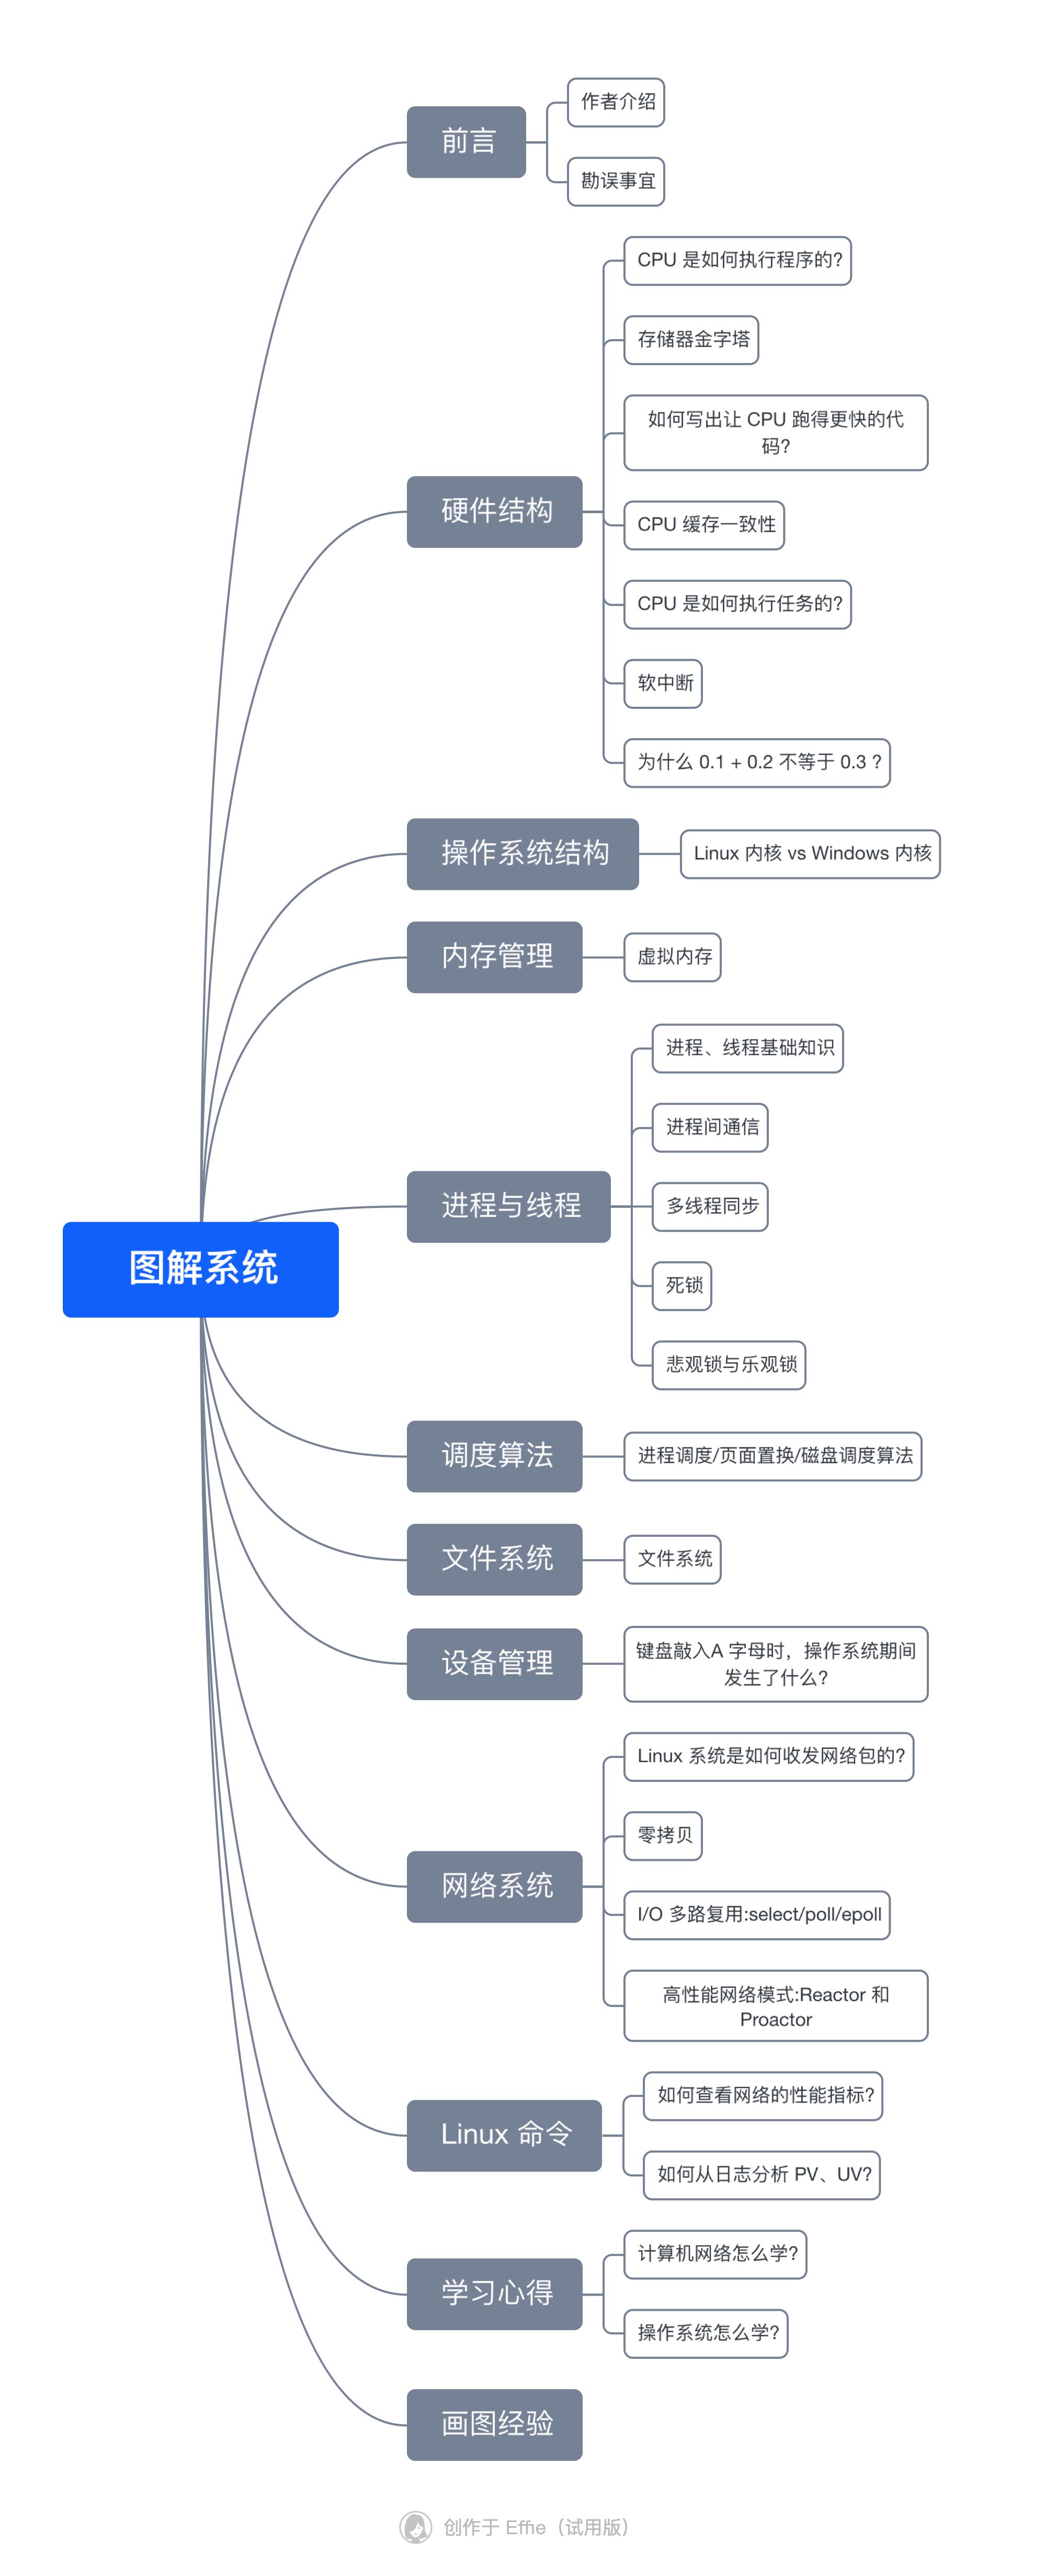 前言
作者介绍
勘误事宜
硬件结构
CPU 是如何执行程序的?
存储器金字塔
如何写出让 CPU 跑得更快的代
码?
CPU 缓存一致性
CPU 是如何执行任务的?
软中断
为什么 0.1 + 0.2 不等于 0.3 ?
操作系统结构
Linux 内核 vs Windows 内核
内存管理
虚拟内存
图解系统
进程与线程
进程、线程基础知识
进程间通信
多线程同步
死锁
悲观锁与乐观锁
调度算法
进程调度/页面置换/磁盘调度算法
文件系统
文件系统
设备管理
键盘敲入A 字母时，操作系统期间
发生了什么?
网络系统
Linux 系统是如何收发网络包的?
零拷贝
I/O 多路复用:select/poll/epoll
高性能网络模式:Reactor 和
Proactor
Linux 命令
如何查看网络的性能指标?
如何从日志分析 PV、UV?
学习心得
计算机网络怎么学?
操作系统怎么学?
画图经验
创作于 Effie（试用版）